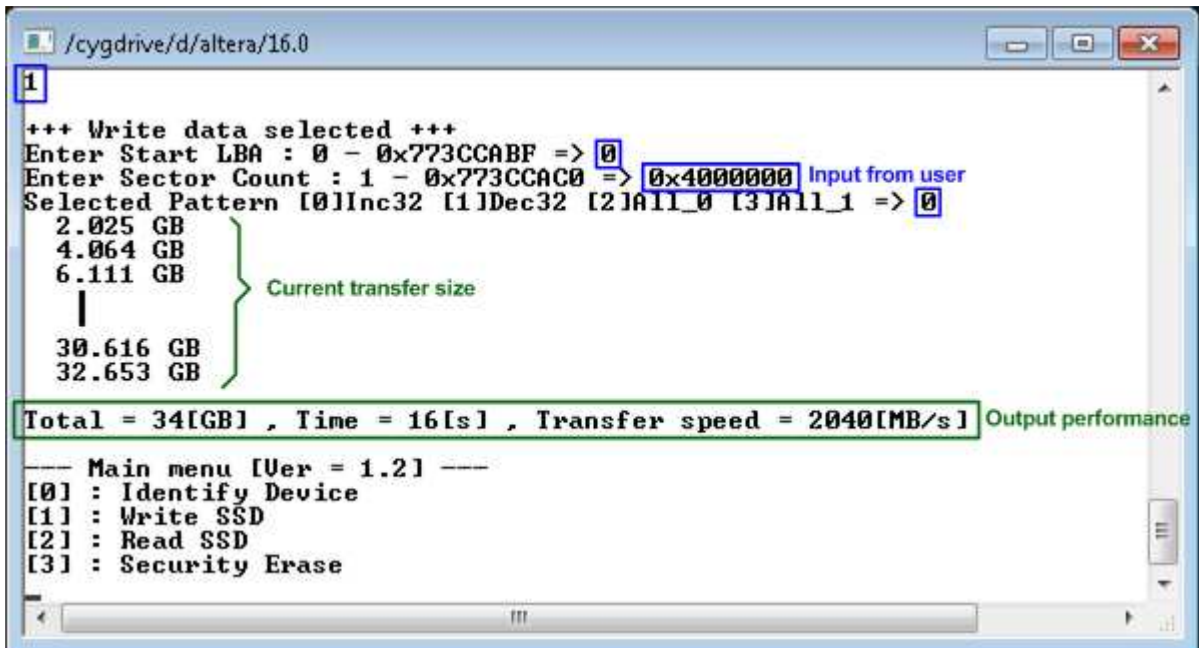 /cygdrive/d/altera/16.0
1
+++ Write data selected +++
Enter Start LBA : 0 - 0x773CCABF => 0
Enter Sector Count : 1 - 0x773CCAC0 => 0x4000000 Input from user
Selected Pattern [0]Inc32 [1]Dec32 [2]All_0 [3]All_1 => 0
2.025 GB
4.064 GB
6.111 GB
Current transfer size
30.616 GB
32.653 GB
Total = 34[GB] , Time = 16[s] , Transfer speed = 2040[MB/s] Output performance
--- Main menu [Ver = 1.2] ---
[0] : Identify Device
[1] : Write SSD
[2] : Read SSD
[3] : Security Erase